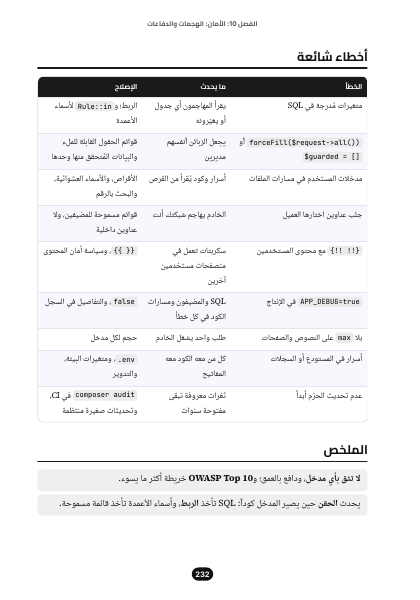 الفصل 10: الأمان: الهجمات والدفاعات
أخطاء شائعة
الخطأ ما يحدث الإصلاح
متغيرات مُدرجة في SQL يقرأ المهاجمون أي جدول الربط؛ و Rule::in لأسماء
أو يغيّرونه الأعمدة
forceFill($request->all()) أو يجعل الزبائن أنفسهم قوائم الحقول القابلة للملء
$guarded = [] مديرين والبيانات المُتحقق منها وحدها
مدخلات المستخدم في مسارات الملفات أسرار وكود يُقرأ من القرص الأقراص، والأسماء العشوائية،
والبحث بالرقم
جلب عناوين اختارها العميل الخادم يهاجم شبكتك أنت قوائم مسموحة للمضيفين، ولا
عناوين داخلية
{!! !!} مع محتوى المستخدمين سكربتات تعمل في {{ }}، وسياسة أمان المحتوى
متصفحات مستخدمين
آخرين
APP_DEBUG=true في الإنتاج SQL والمضيفون ومسارات false، والتفاصيل في السجل
الكود في كل خطأ
بلا max على النصوص والصفحات طلب واحد يشغل الخادم حجم لكل مدخل
أسرار في المستودع أو السجلات كل من معه الكود معه .env، ومتغيرات البيئة،
المفاتيح والتدوير
عدم تحديث الحزم أبداً ثغرات معروفة تبقى composer audit في CI،
مفتوحة سنوات وتحديثات صغيرة منتظمة
الملخص
لا تثق بأي مدخل، ودافع بالعمق؛ وOWASP Top 10 خريطة أكثر ما يسوء.
يحدث الحقن حين يصير المدخل كوداً: SQL تأخذ الربط، وأسماء الأعمدة تأخذ قائمة مسموحة.
232